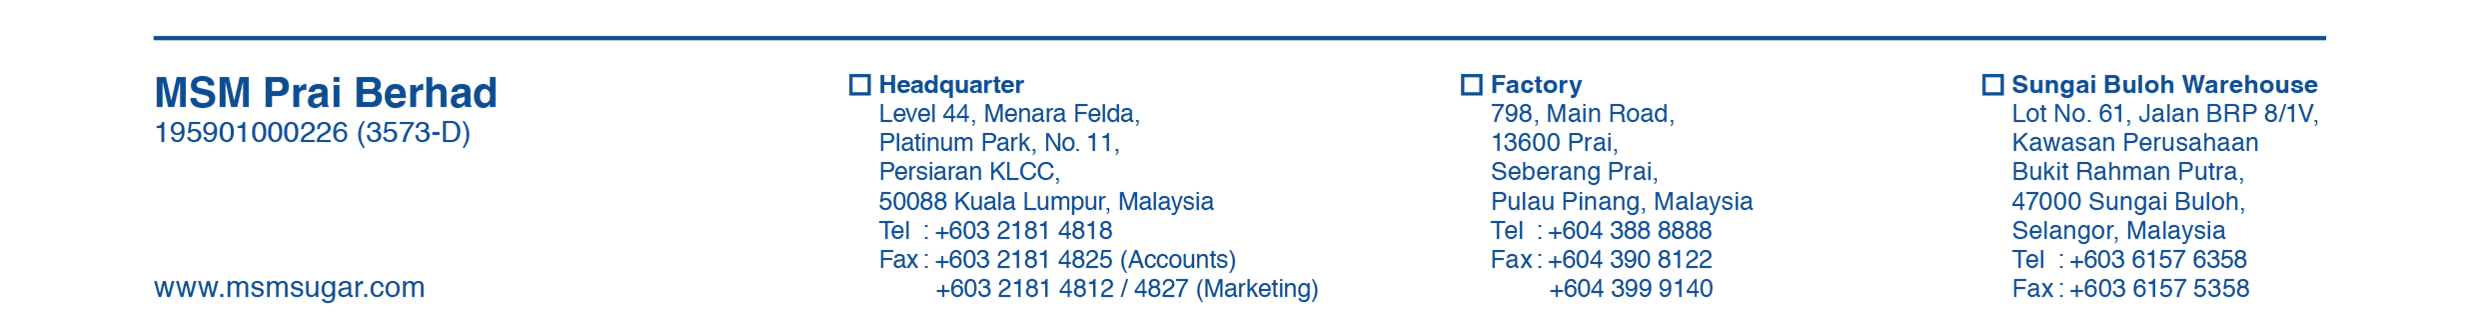 MSM Prai Berhad
195901000226 (3573-D)
www.msmsugar.com
Headquarter
Level 44, Menara Felda,
Platinum Park, No. 11,
Persiaran KLCC,
50088 Kuala Lumpur, Malaysia
Tel : +603 2181 4818
Fax : +603 2181 4825 (Accounts)
+603 2181 4812 / 4827 (Marketing)
Factory
798, Main Road,
13600 Prai,
Seberang Prai,
Pulau Pinang, Malaysia
Tel : +604 388 8888
Fax : +604 390 8122
+604 399 9140
Sungai Buloh Warehouse
Lot No. 61, Jalan BRP 8/1V,
Kawasan Perusahaan
Bukit Rahman Putra,
47000 Sungai Buloh,
Selangor, Malaysia
Tel : +603 6157 6358
Fax : +603 6157 5358